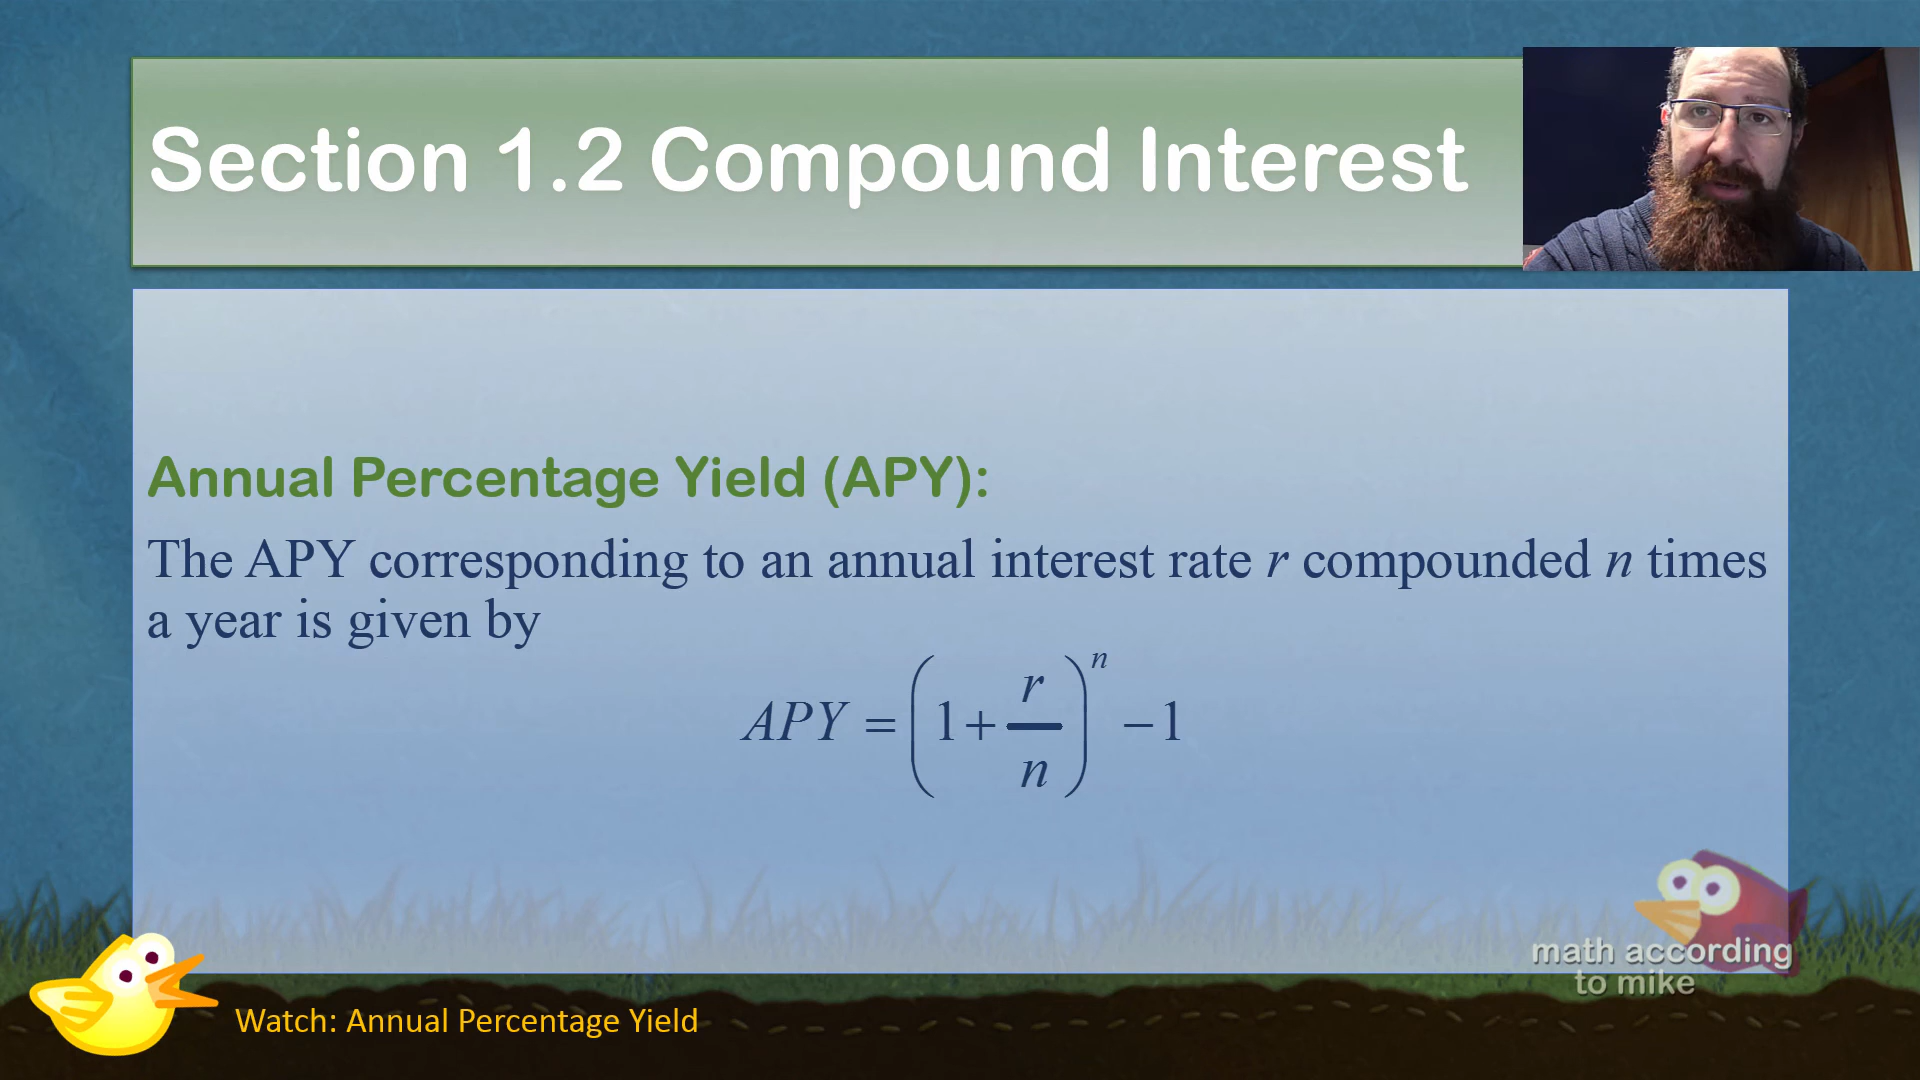 Section 1.2 Compound Interest
Annual Percentage Yield (APY):
The APY corresponding to an annual interest rate r compounded n times
a year is given by
APY = (1 + r/n)^n − 1
math according
to mike
Watch: Annual Percentage Yield